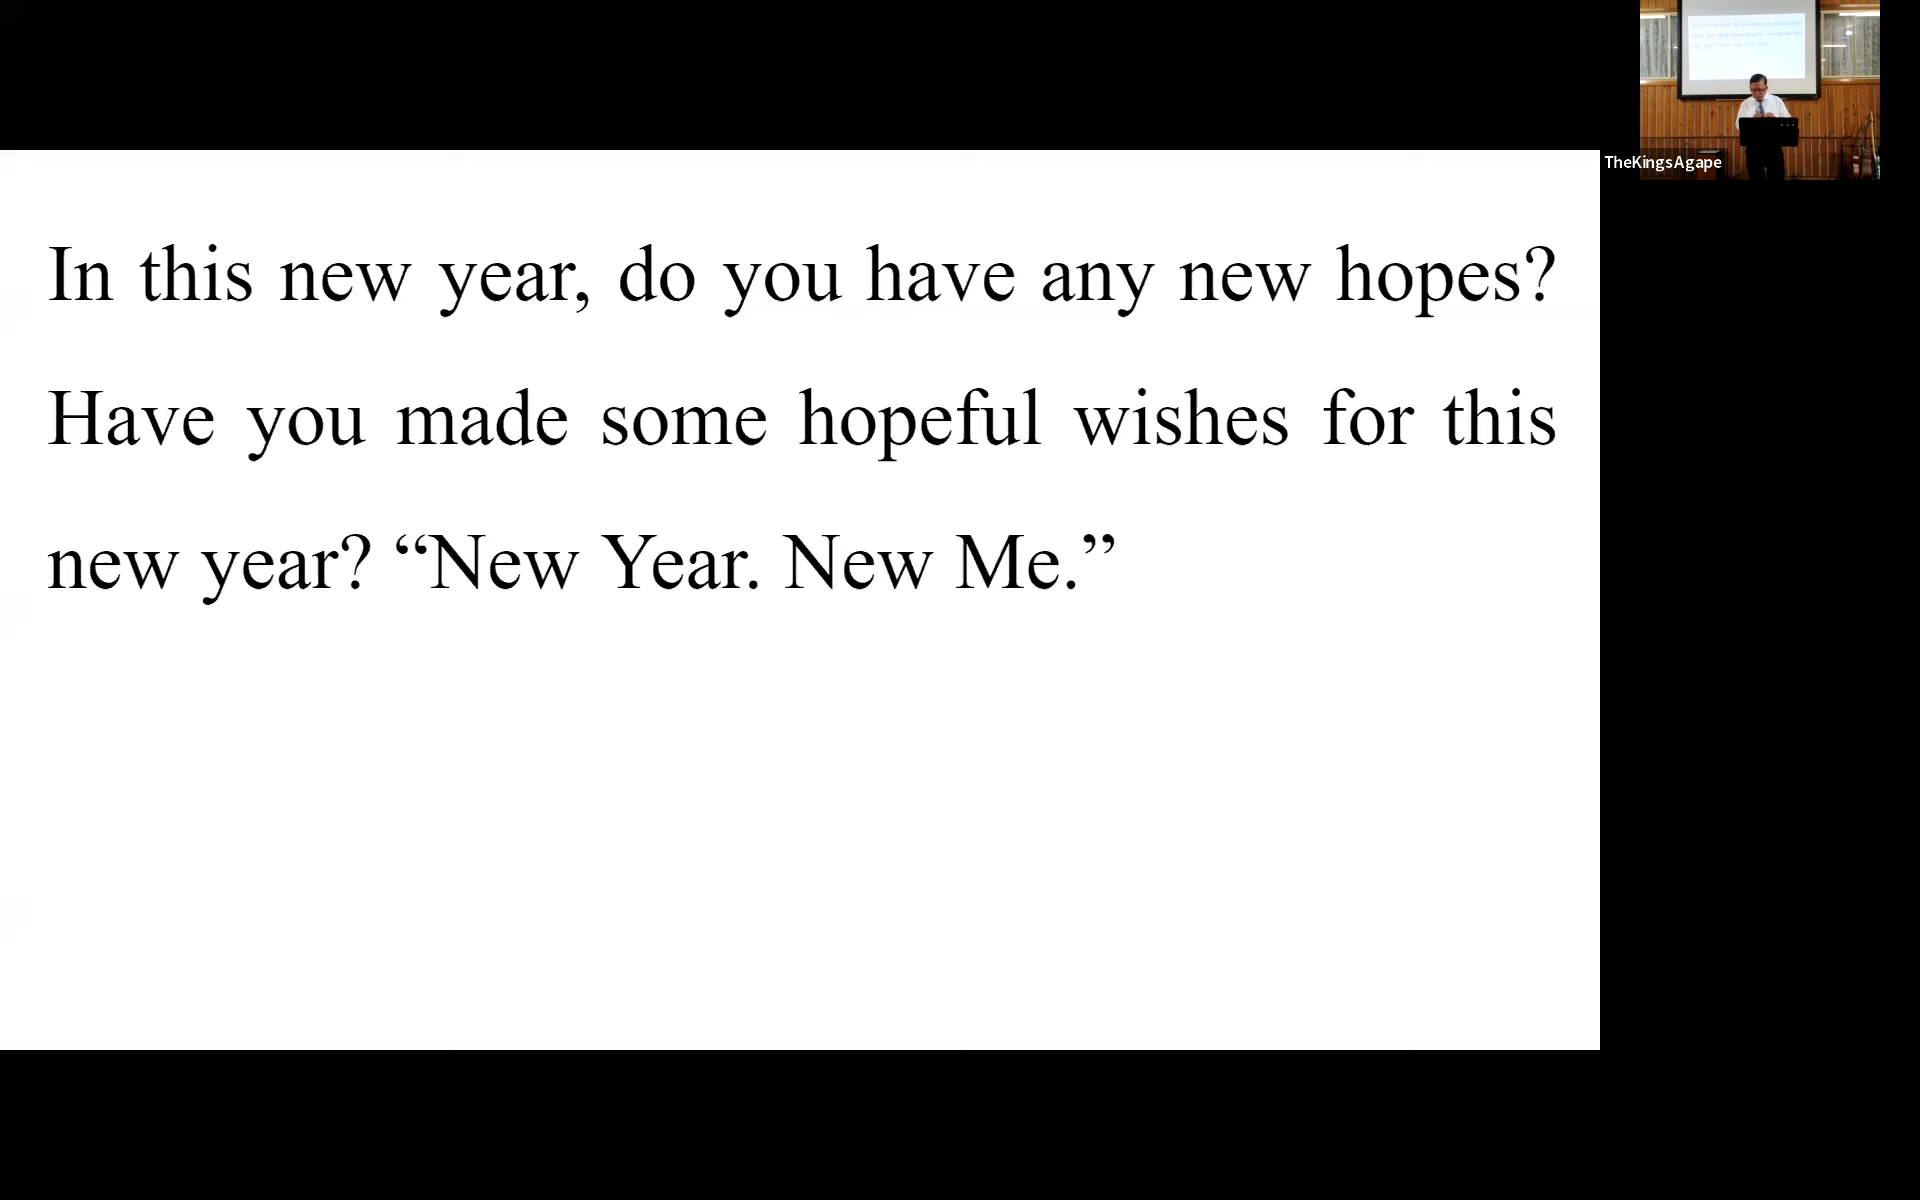 In this new year, do you have any new hopes?
Have you made some hopeful wishes for this
new year? “New Year. New Me.”
TheKingsAgape